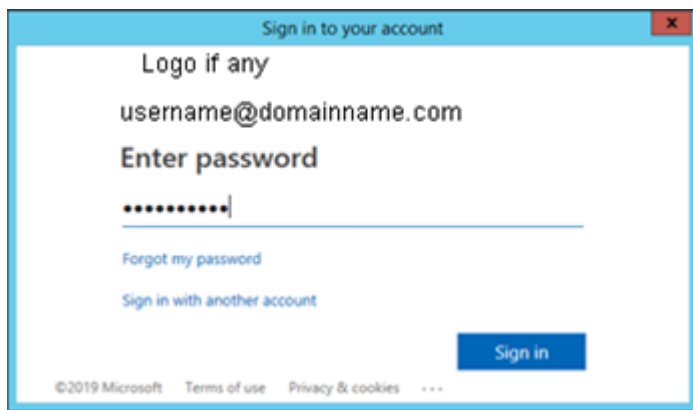 Sign in to your account
x
Logo if any
username@domainname.com
Enter password
••••••••••
Forgot my password
Sign in with another account
Sign in
©2019 Microsoft Terms of use Privacy & cookies ...